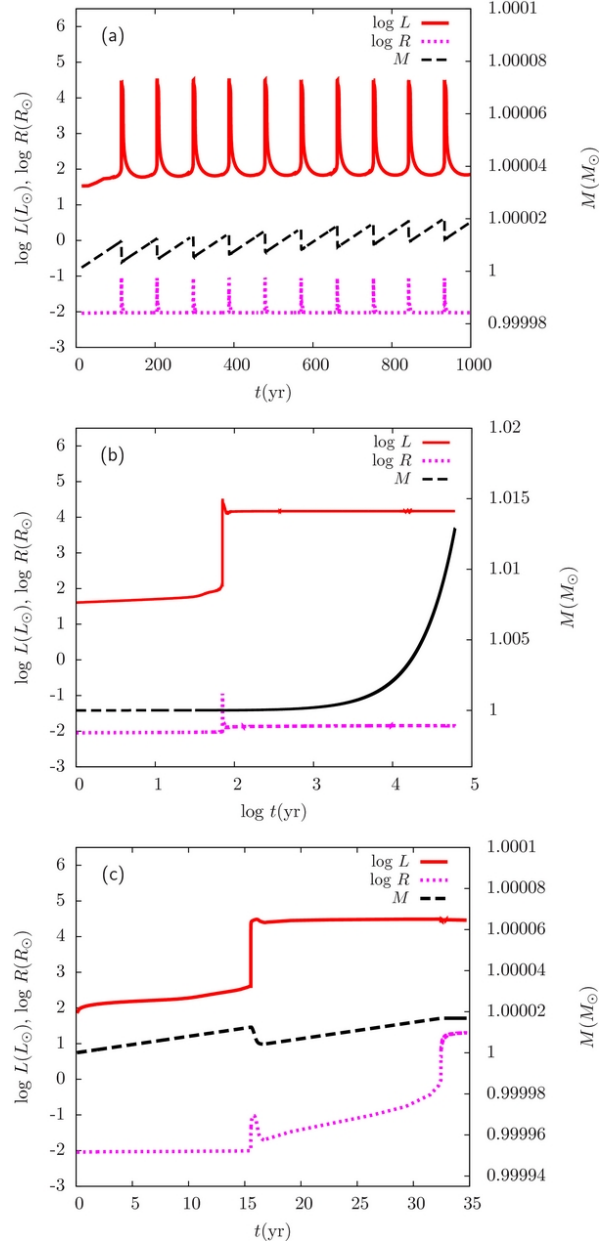 (a)
log L
log R
M
6
5
4
3
2
1
0
-1
-2
-3
1.0001
1.00008
1.00006
1.00004
1.00002
1
0.99998
log L(L⊙), log R(R⊙)
M(M⊙)
0 200 400 600 800 1000
t(yr)
(b)
log L
log R
M
6
5
4
3
2
1
0
-1
-2
-3
1.02
1.015
1.01
1.005
1
log L(L⊙), log R(R⊙)
M(M⊙)
0 1 2 3 4 5
log t(yr)
(c)
log L
log R
M
6
5
4
3
2
1
0
-1
-2
-3
1.0001
1.00008
1.00006
1.00004
1.00002
1
0.99998
0.99996
0.99994
log L(L⊙), log R(R⊙)
M(M⊙)
0 5 10 15 20 25 30 35
t(yr)